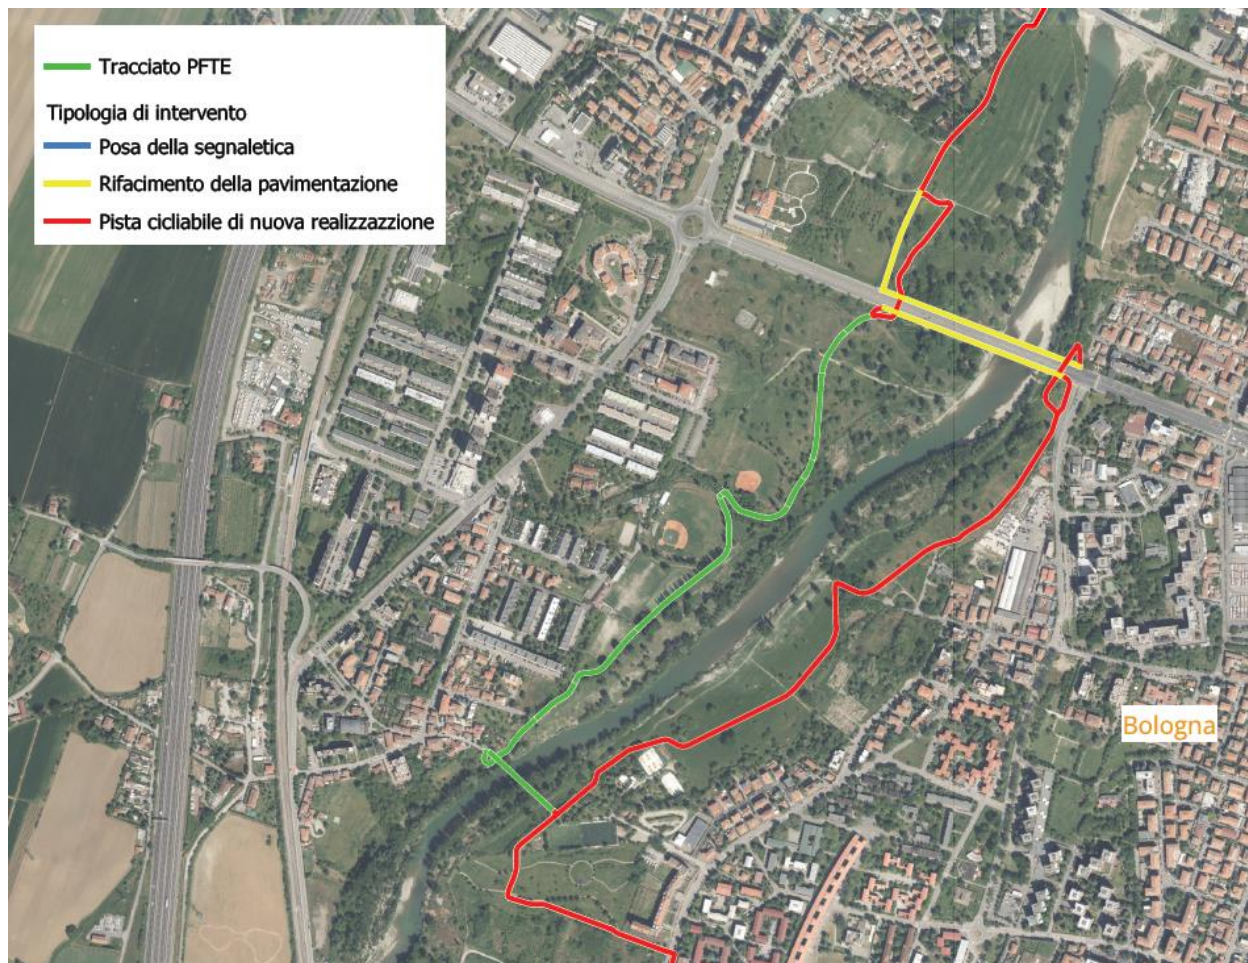 Tracciato PFTE
Tipologia di intervento
Posa della segnaletica
Rifacimento della pavimentazione
Pista cicliabile di nuova realizzazzione
Bologna